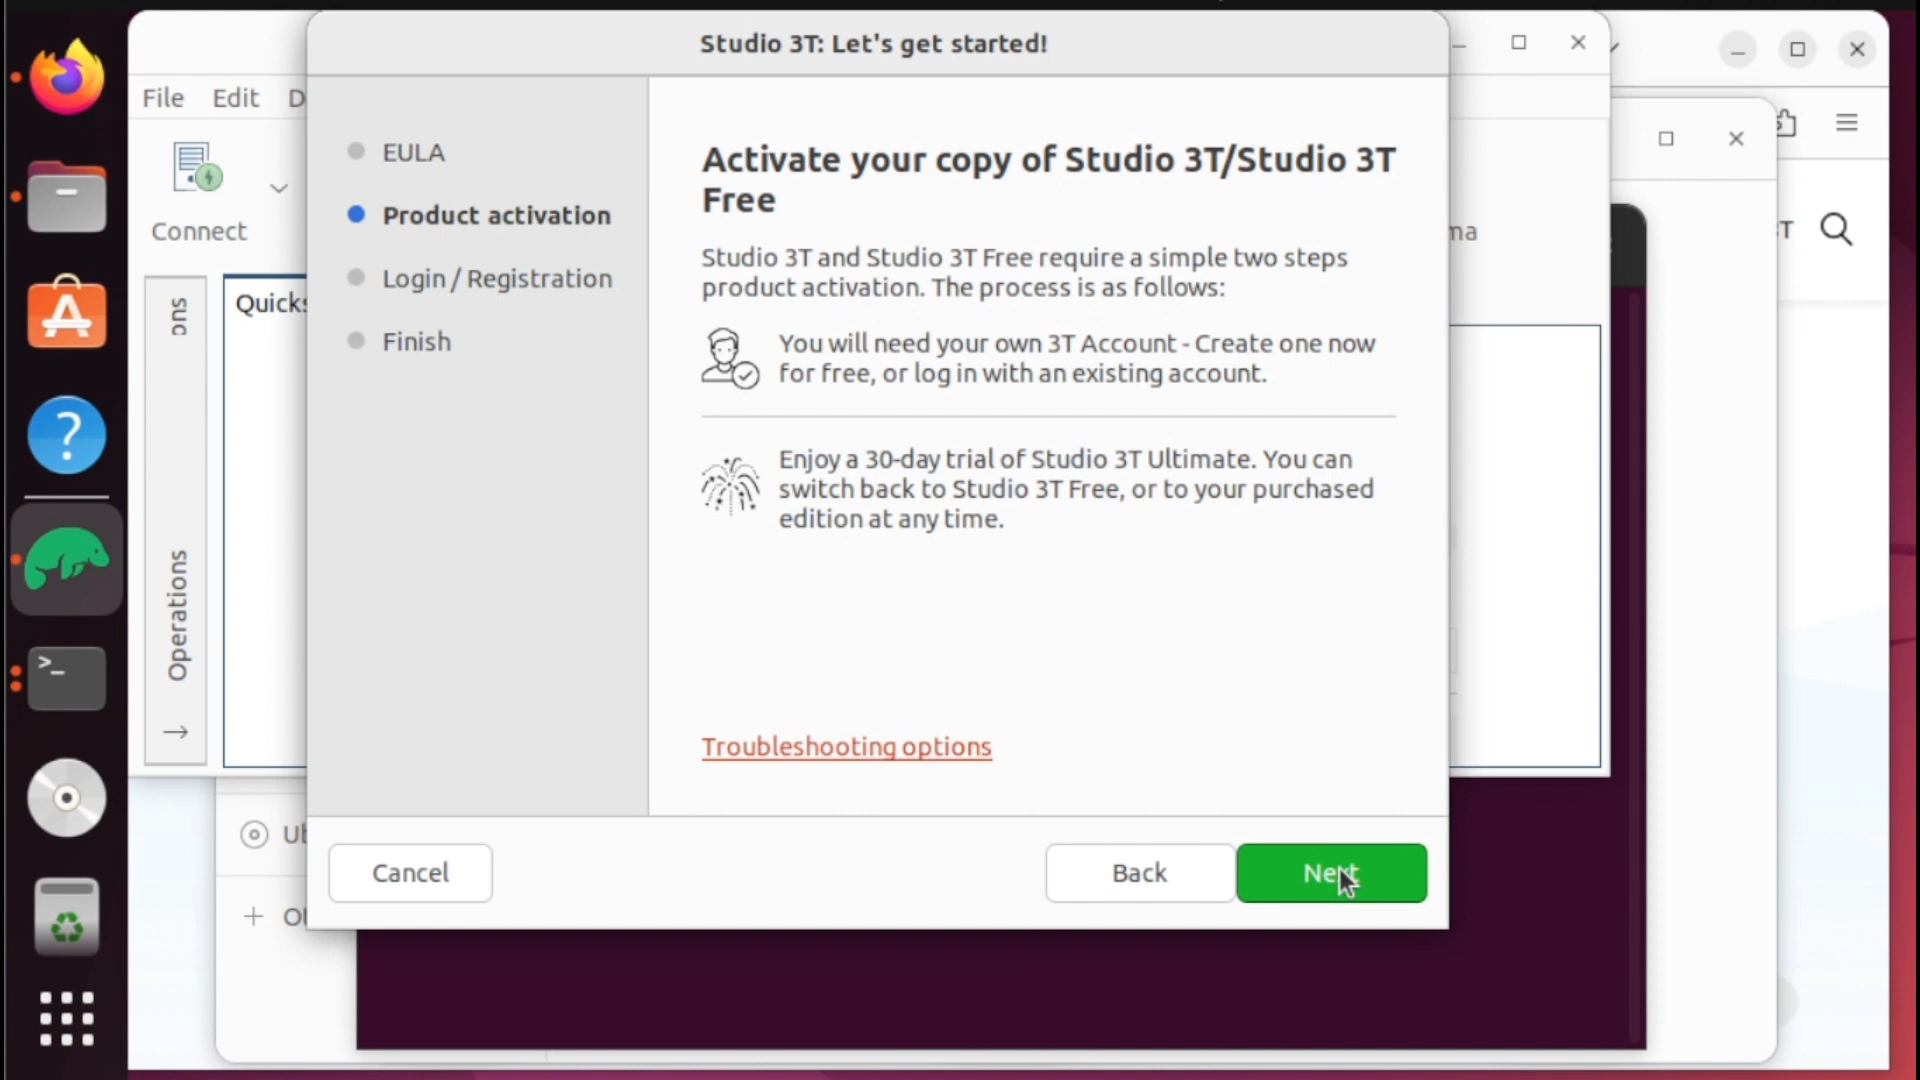 Studio 3T: Let's get started!
File Edit D
Connect
Quicks
Operations
EULA
Product activation
Login / Registration
Finish
Activate your copy of Studio 3T/Studio 3T
Free
Studio 3T and Studio 3T Free require a simple two steps
product activation. The process is as follows:
You will need your own 3T Account - Create one now
for free, or log in with an existing account.
Enjoy a 30-day trial of Studio 3T Ultimate. You can
switch back to Studio 3T Free, or to your purchased
edition at any time.
Troubleshooting options
Cancel
Back
Next
ma